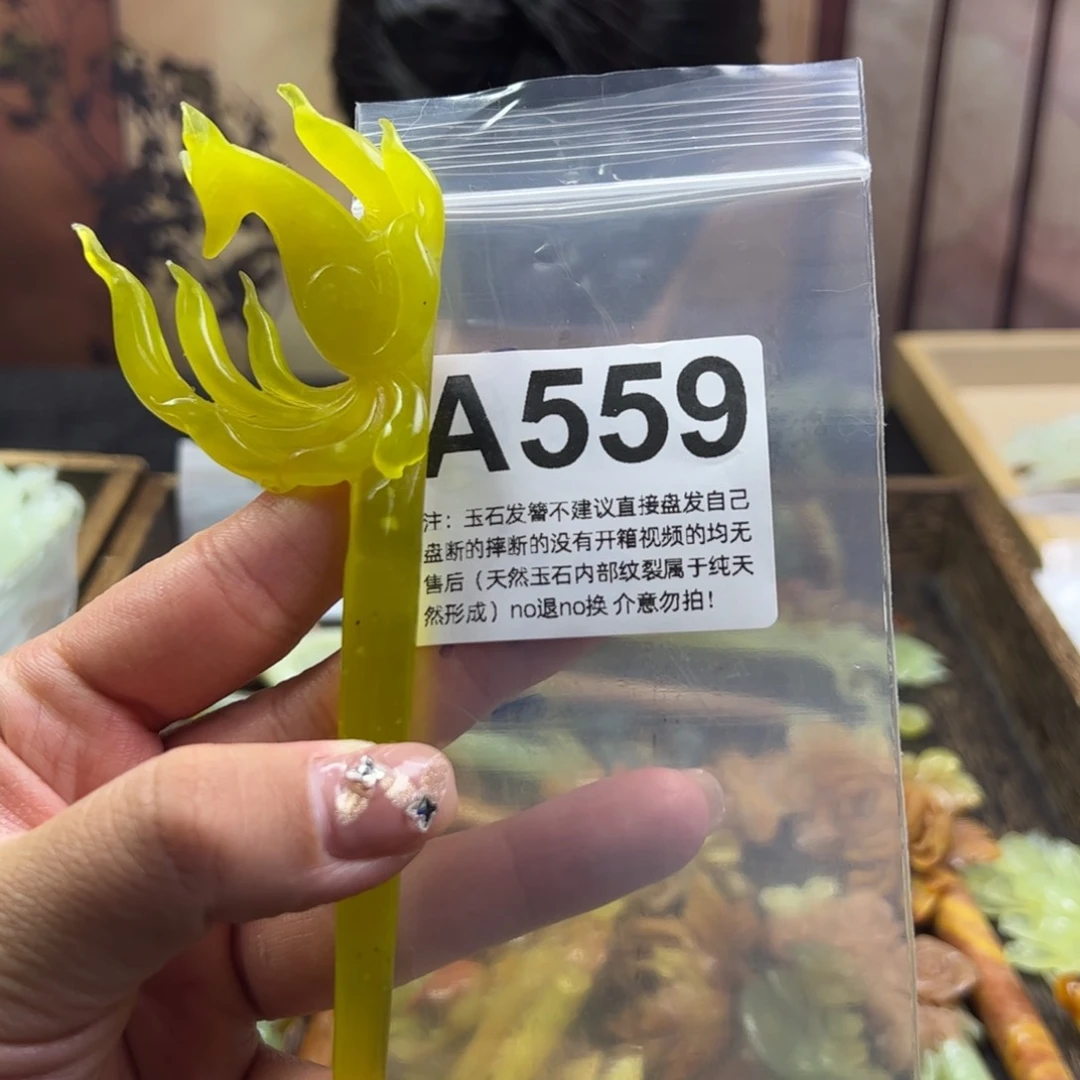 A559
注：玉石发簪不建议直接盘发自己
盘断的摔断的没有开箱视频的均无
售后（天然玉石内部纹裂属于纯天
然形成）no退no换 介意勿拍！